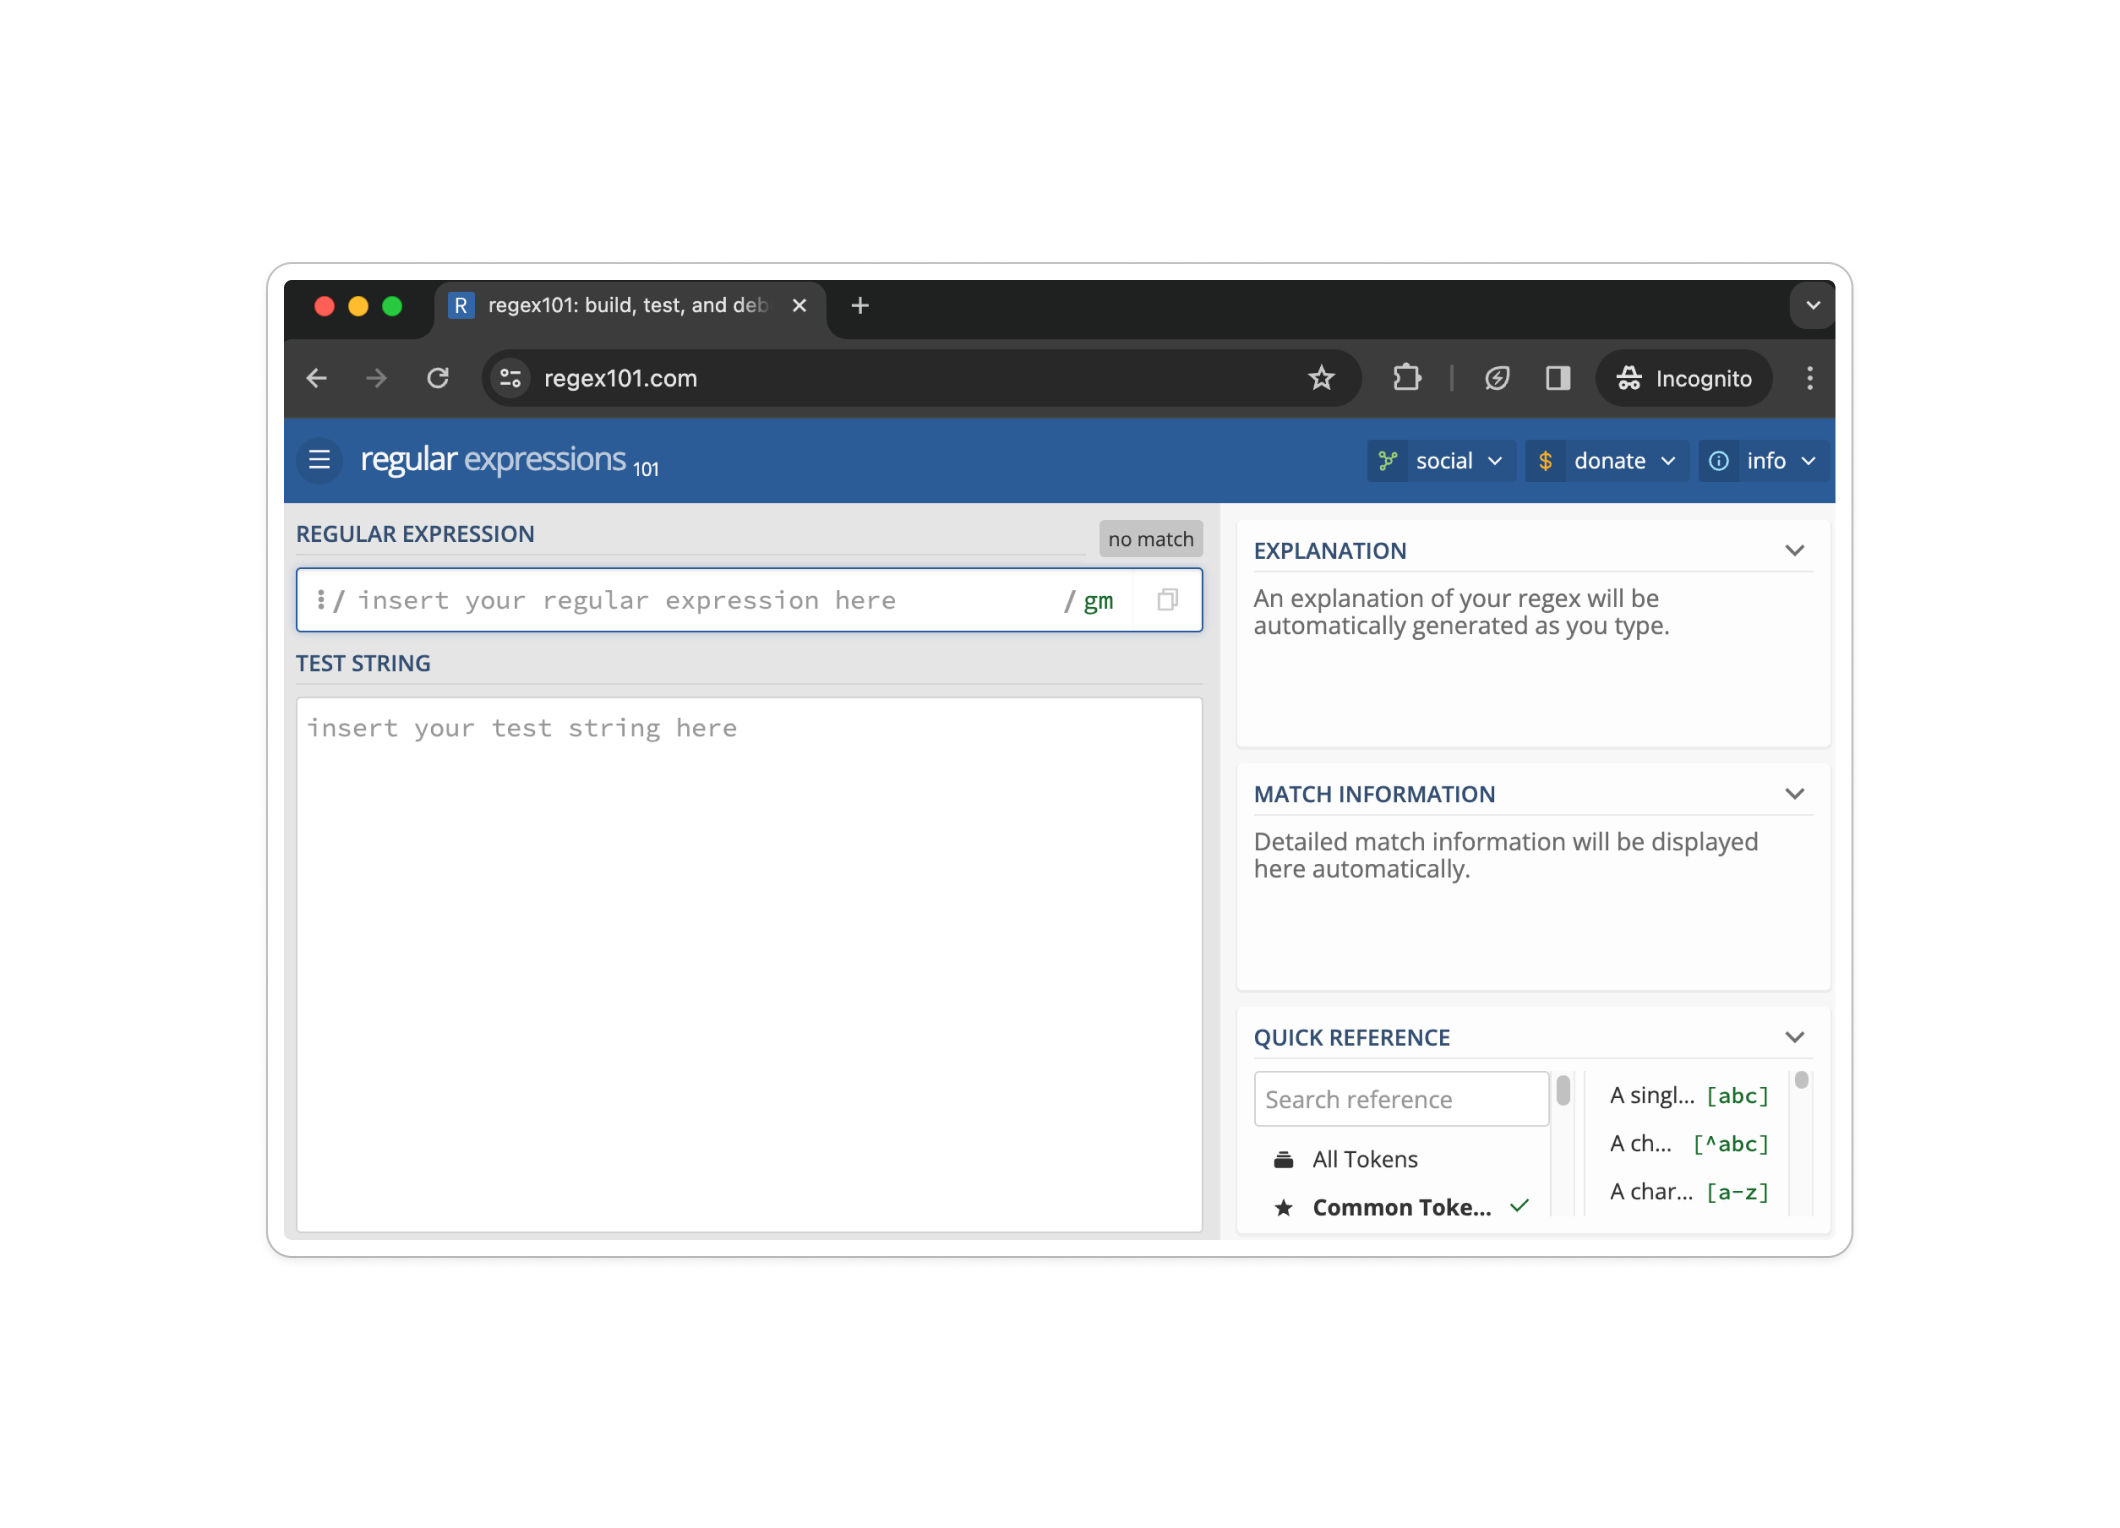 R regex101: build, test, and deb
regex101.com
Incognito
regular expressions 101
social
$ donate
info
REGULAR EXPRESSION
no match
/ insert your regular expression here / gm
TEST STRING
insert your test string here
EXPLANATION
An explanation of your regex will be
automatically generated as you type.
MATCH INFORMATION
Detailed match information will be displayed
here automatically.
QUICK REFERENCE
Search reference
All Tokens
Common Toke...
A singl... [abc]
A ch... [^abc]
A char... [a-z]